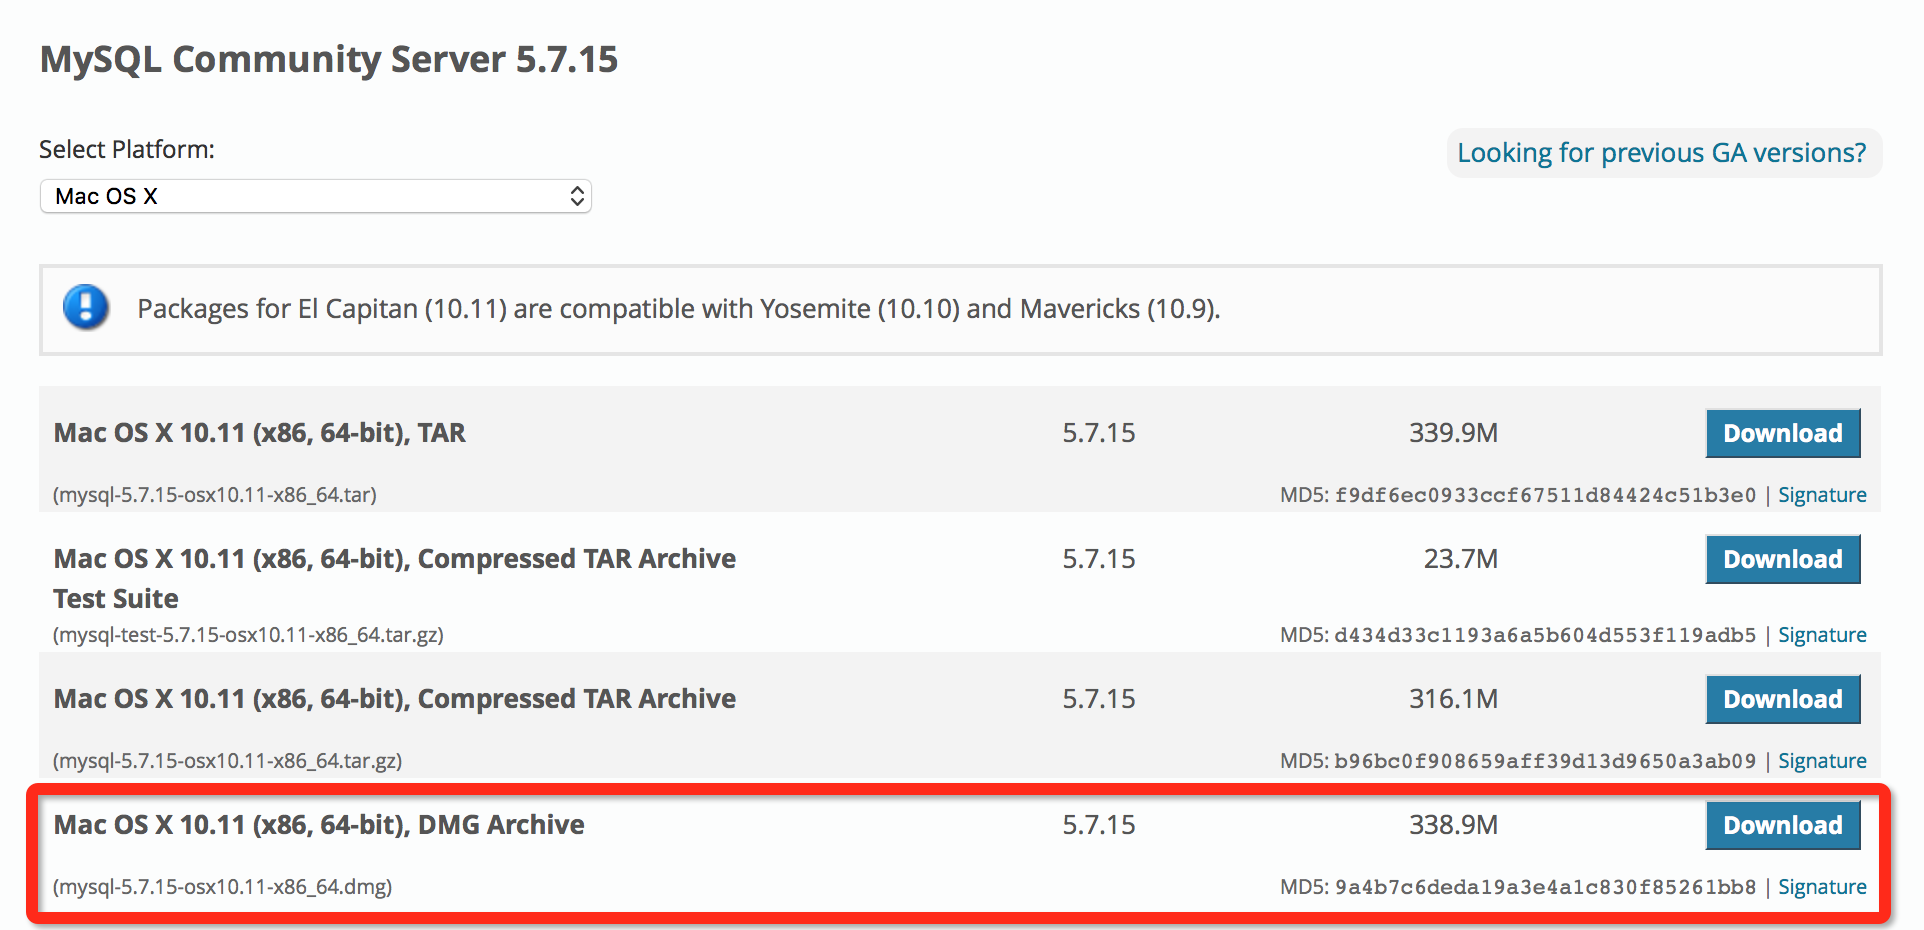 MySQL Community Server 5.7.15
Select Platform:
Looking for previous GA versions?
Mac OS X
Packages for El Capitan (10.11) are compatible with Yosemite (10.10) and Mavericks (10.9).
Mac OS X 10.11 (x86, 64-bit), TAR 5.7.15 339.9M Download
(mysql-5.7.15-osx10.11-x86_64.tar) MD5: f9df6ec0933ccf67511d84424c51b3e0 | Signature
Mac OS X 10.11 (x86, 64-bit), Compressed TAR Archive 5.7.15 23.7M Download
Test Suite
(mysql-test-5.7.15-osx10.11-x86_64.tar.gz) MD5: d434d33c1193a6a5b604d553f119adb5 | Signature
Mac OS X 10.11 (x86, 64-bit), Compressed TAR Archive 5.7.15 316.1M Download
(mysql-5.7.15-osx10.11-x86_64.tar.gz) MD5: b96bc0f908659aff39d13d9650a3ab09 | Signature
Mac OS X 10.11 (x86, 64-bit), DMG Archive 5.7.15 338.9M Download
(mysql-5.7.15-osx10.11-x86_64.dmg) MD5: 9a4b7c6deda19a3e4a1c830f85261bb8 | Signature